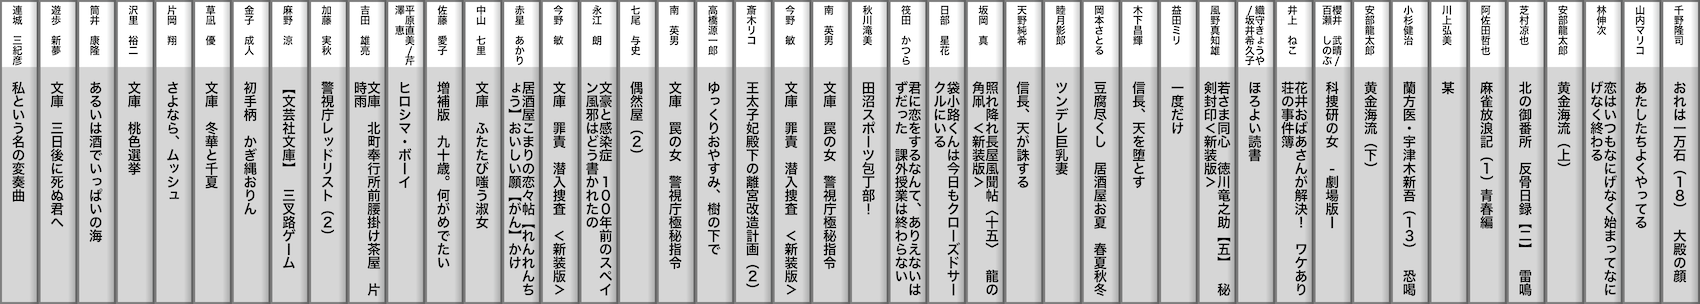 千野隆司
おれは一万石（１８）　大殿の顔
山内マリコ
あたしたちよくやってる
林伸次
恋はいつもなにげなく始まってなに
げなく終わる
安部龍太郎
黄金海流（上）
芝村凉也
北の御番所　反骨日録【二】　雷鳴
阿佐田哲也
麻雀放浪記（１）青春編
川上弘美
某
小杉健治
蘭方医・宇津木新吾（１３）　恐喝
安部龍太郎
黄金海流（下）
櫻井　武晴/
百瀬　しのぶ
科捜研の女　-劇場版ー
井上　ねこ
花井おばあさんが解決！　ワケあり
荘の事件簿
織守きょうや
/坂井希久子
ほろよい読書
風野真知雄
若さま同心　徳川竜之助【五】　秘
剣封印＜新装版＞
益田ミリ
一度だけ
木下昌輝
信長、天を堕とす
岡本さとる
豆腐尽くし　居酒屋お夏　春夏秋冬
睦月影郎
ツンデレ巨乳妻
天野純希
信長、天が誅する
坂岡　真
照れ降れ長屋風聞帖（十五）　龍の
角凧　＜新装版＞
日部　星花
袋小路くんは今日もクローズドサー
クルにいる
筏田　かつら
君に恋をするなんて、ありえないは
ずだった　課外授業は終わらない
秋川滝美
田沼スポーツ包丁部！
南　英男
文庫　罠の女　警視庁極秘指令
今野　敏
文庫　罪責　潜入捜査　＜新装版＞
斎木リコ
王太子妃殿下の離宮改造計画（２）
高橋源一郎
ゆっくりおやすみ、樹の下で
南　英男
文庫　罠の女　警視庁極秘指令
七尾　与史
偶然屋（２）
永江　朗
文豪と感染症　１００年前のスペイ
ン風邪はどう書かれたの
今野　敏
文庫　罪責　潜入捜査　＜新装版＞
赤星　あかり
居酒屋こまりの恋々帖【れんれんち
ょう】おいしい願【がん】かけ
中山　七里
文庫　ふたたび嗤う淑女
佐藤　愛子
増補版　九十歳。何がめでたい
平原直美/芹
澤　恵
ヒロシマ・ボーイ
吉田　雄亮
文庫　北町奉行所前腰掛け茶屋　片
時雨
加藤　実秋
警視庁レッドリスト（２）
麻野　涼
【文芸社文庫】　三叉路ゲーム
金子　成人
初手柄　かぎ縄おりん
草凪　優
文庫　冬華と千夏
片岡　翔
さよなら、ムッシュ
沢里　裕二
文庫　桃色選挙
筒井　康隆
あるいは酒でいっぱいの海
遊歩　新夢
文庫　三日後に死ぬ君へ
連城　三紀彦
私という名の変奏曲